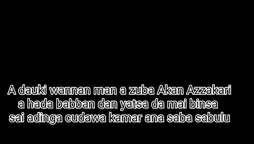 A dauki wannan man a zuba Akan Azzakari
a hada babban dan yatsa da mai binsa
sai adinga cudawa kamar ana saba sabulu